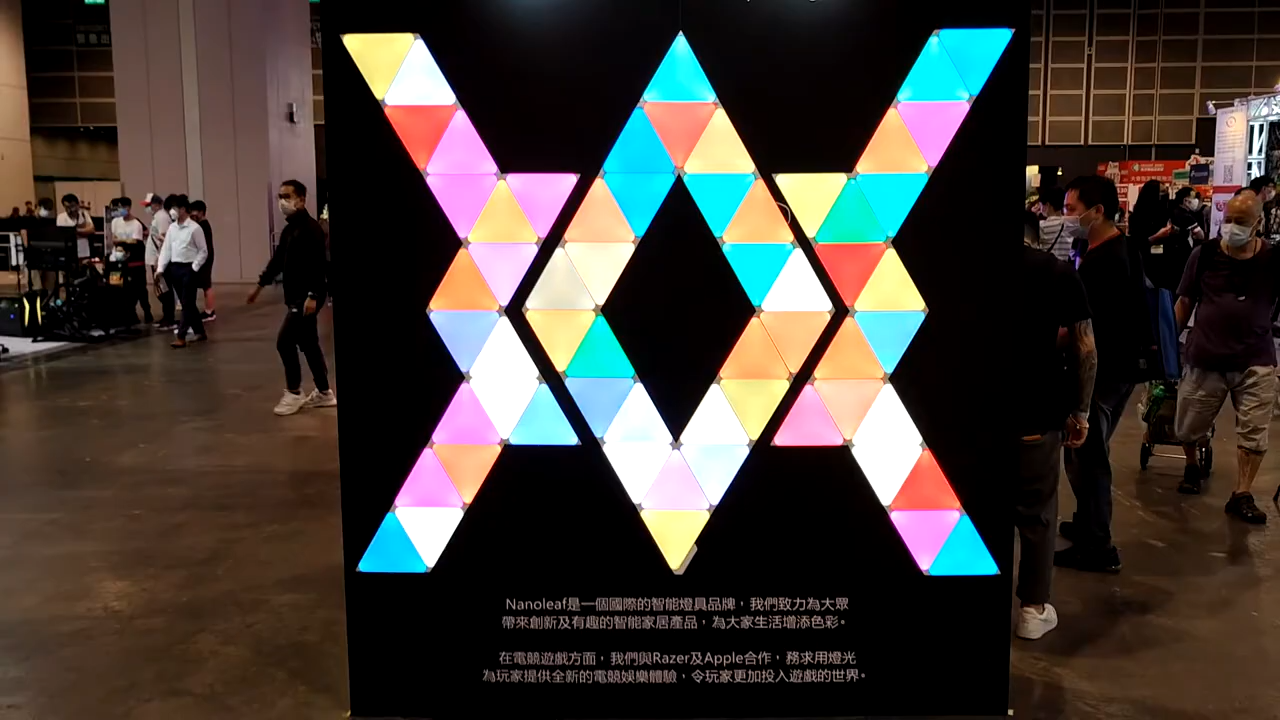 Nanoleaf是一個國際的智能燈具品牌，我們致力為大眾
帶來創新及有趣的智能家居產品，為大家生活增添色彩。
在電競遊戲方面，我們與Razer及Apple合作，務求用燈光
為玩家提供全新的電競娛樂體驗，令玩家更加投入遊戲的世界。